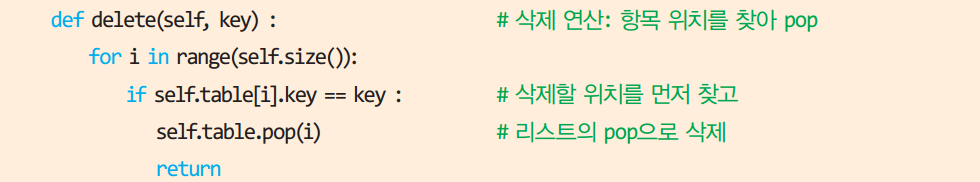 def delete(self, key) : # 삭제 연산: 항목 위치를 찾아 pop
for i in range(self.size()):
if self.table[i].key == key : # 삭제할 위치를 먼저 찾고
self.table.pop(i) # 리스트의 pop으로 삭제
return